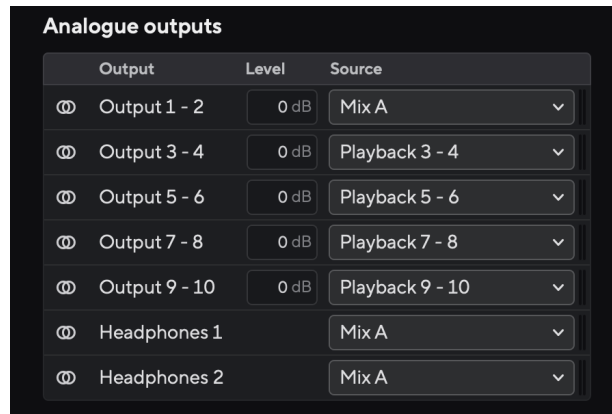 Analogue outputs
Output Level Source
Output 1 - 2 0 dB Mix A
Output 3 - 4 0 dB Playback 3 - 4
Output 5 - 6 0 dB Playback 5 - 6
Output 7 - 8 0 dB Playback 7 - 8
Output 9 - 10 0 dB Playback 9 - 10
Headphones 1 Mix A
Headphones 2 Mix A